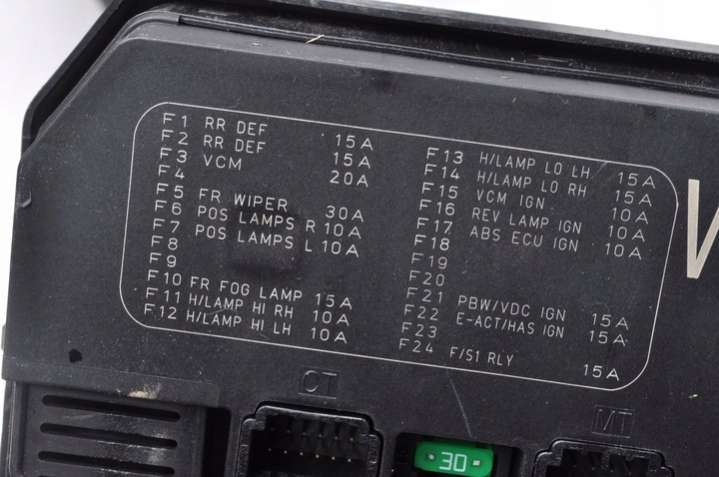 F1 RR DEF 15A
F2 RR DEF 15A
F3 VCM 20A
F4
F5 FR WIPER 30A
F6 POS LAMPS R 10A
F7 POS LAMPS L 10A
F8
F9
F10 FR FOG LAMP 15A
F11 H/LAMP HI RH 10A
F12 H/LAMP HI LH 10A
F13 H/LAMP LO LH 15A
F14 H/LAMP LO RH 15A
F15 VCM IGN 10A
F16 REV LAMP IGN 10A
F17 ABS ECU IGN 10A
F18
F19
F20
F21 PBW/VDC IGN 15A
F22 E-ACT/HAS IGN 15A
F23
F24 F/S1 RLY 15A
CT
MT
30